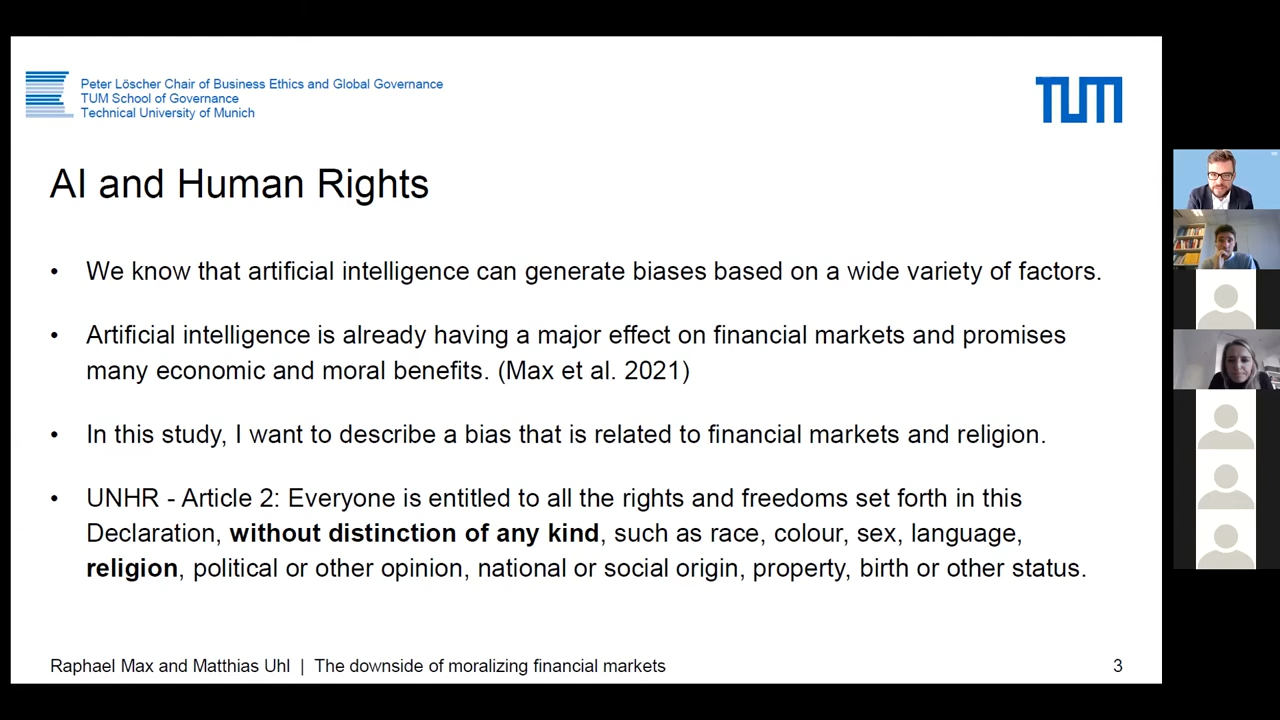 Peter Löscher Chair of Business Ethics and Global Governance
TUM School of Governance
Technical University of Munich
TUM
AI and Human Rights
• We know that artificial intelligence can generate biases based on a wide variety of factors.
• Artificial intelligence is already having a major effect on financial markets and promises
many economic and moral benefits. (Max et al. 2021)
• In this study, I want to describe a bias that is related to financial markets and religion.
• UNHR - Article 2: Everyone is entitled to all the rights and freedoms set forth in this
Declaration, without distinction of any kind, such as race, colour, sex, language,
religion, political or other opinion, national or social origin, property, birth or other status.
Raphael Max and Matthias Uhl | The downside of moralizing financial markets
3